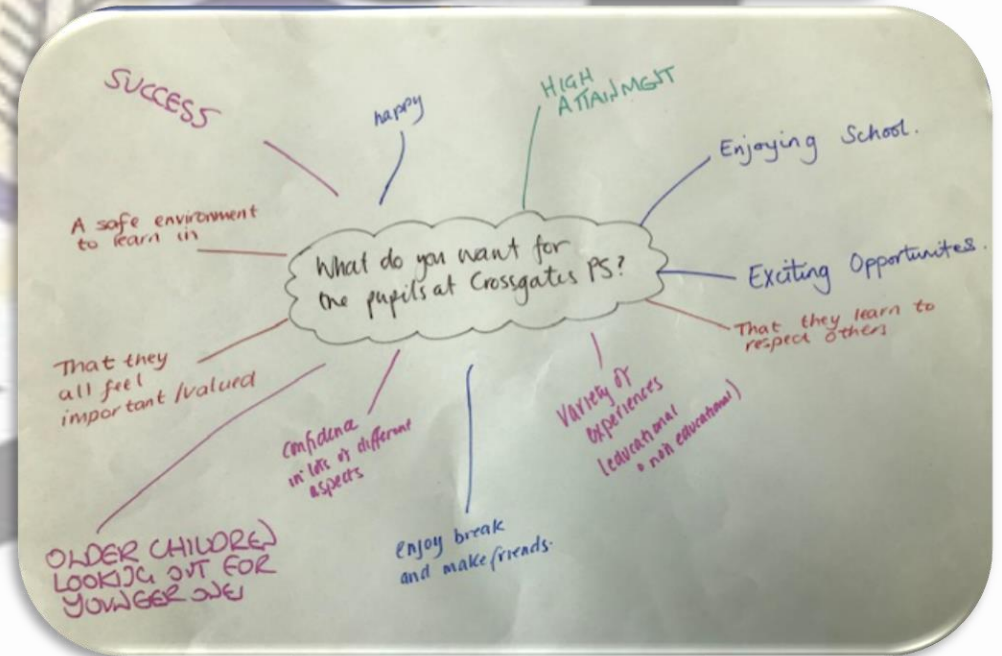 SUCCESS
happy
HIGH
ATTAINMENT
Enjoying School.
A safe environment
to learn in
What do you want for
the pupils at Crossgates PS?
Exciting Opportunites.
That they learn to
respect others
That they
all feel
important / valued
Confidence
in lots of different
aspects
Variety of
experiences
(educational
+ non educational)
enjoy break
and make friends.
OLDER CHILDREN
LOOKING OUT FOR
YOUNGER ONES